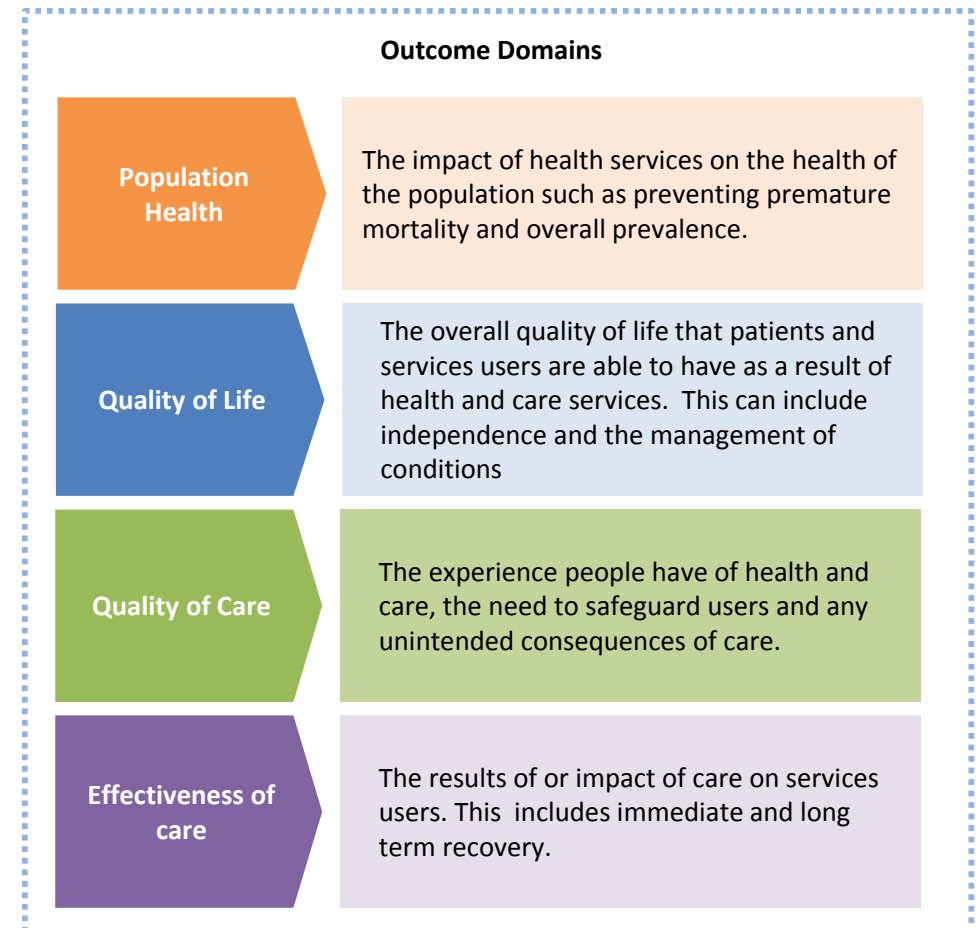 Outcome Domains
Population
Health
The impact of health services on the health of
the population such as preventing premature
mortality and overall prevalence.
Quality of Life
The overall quality of life that patients and
services users are able to have as a result of
health and care services.  This can include
independence and the management of
conditions
Quality of Care
The experience people have of health and
care, the need to safeguard users and any
unintended consequences of care.
Effectiveness of
care
The results of or impact of care on services
users. This  includes immediate and long
term recovery.